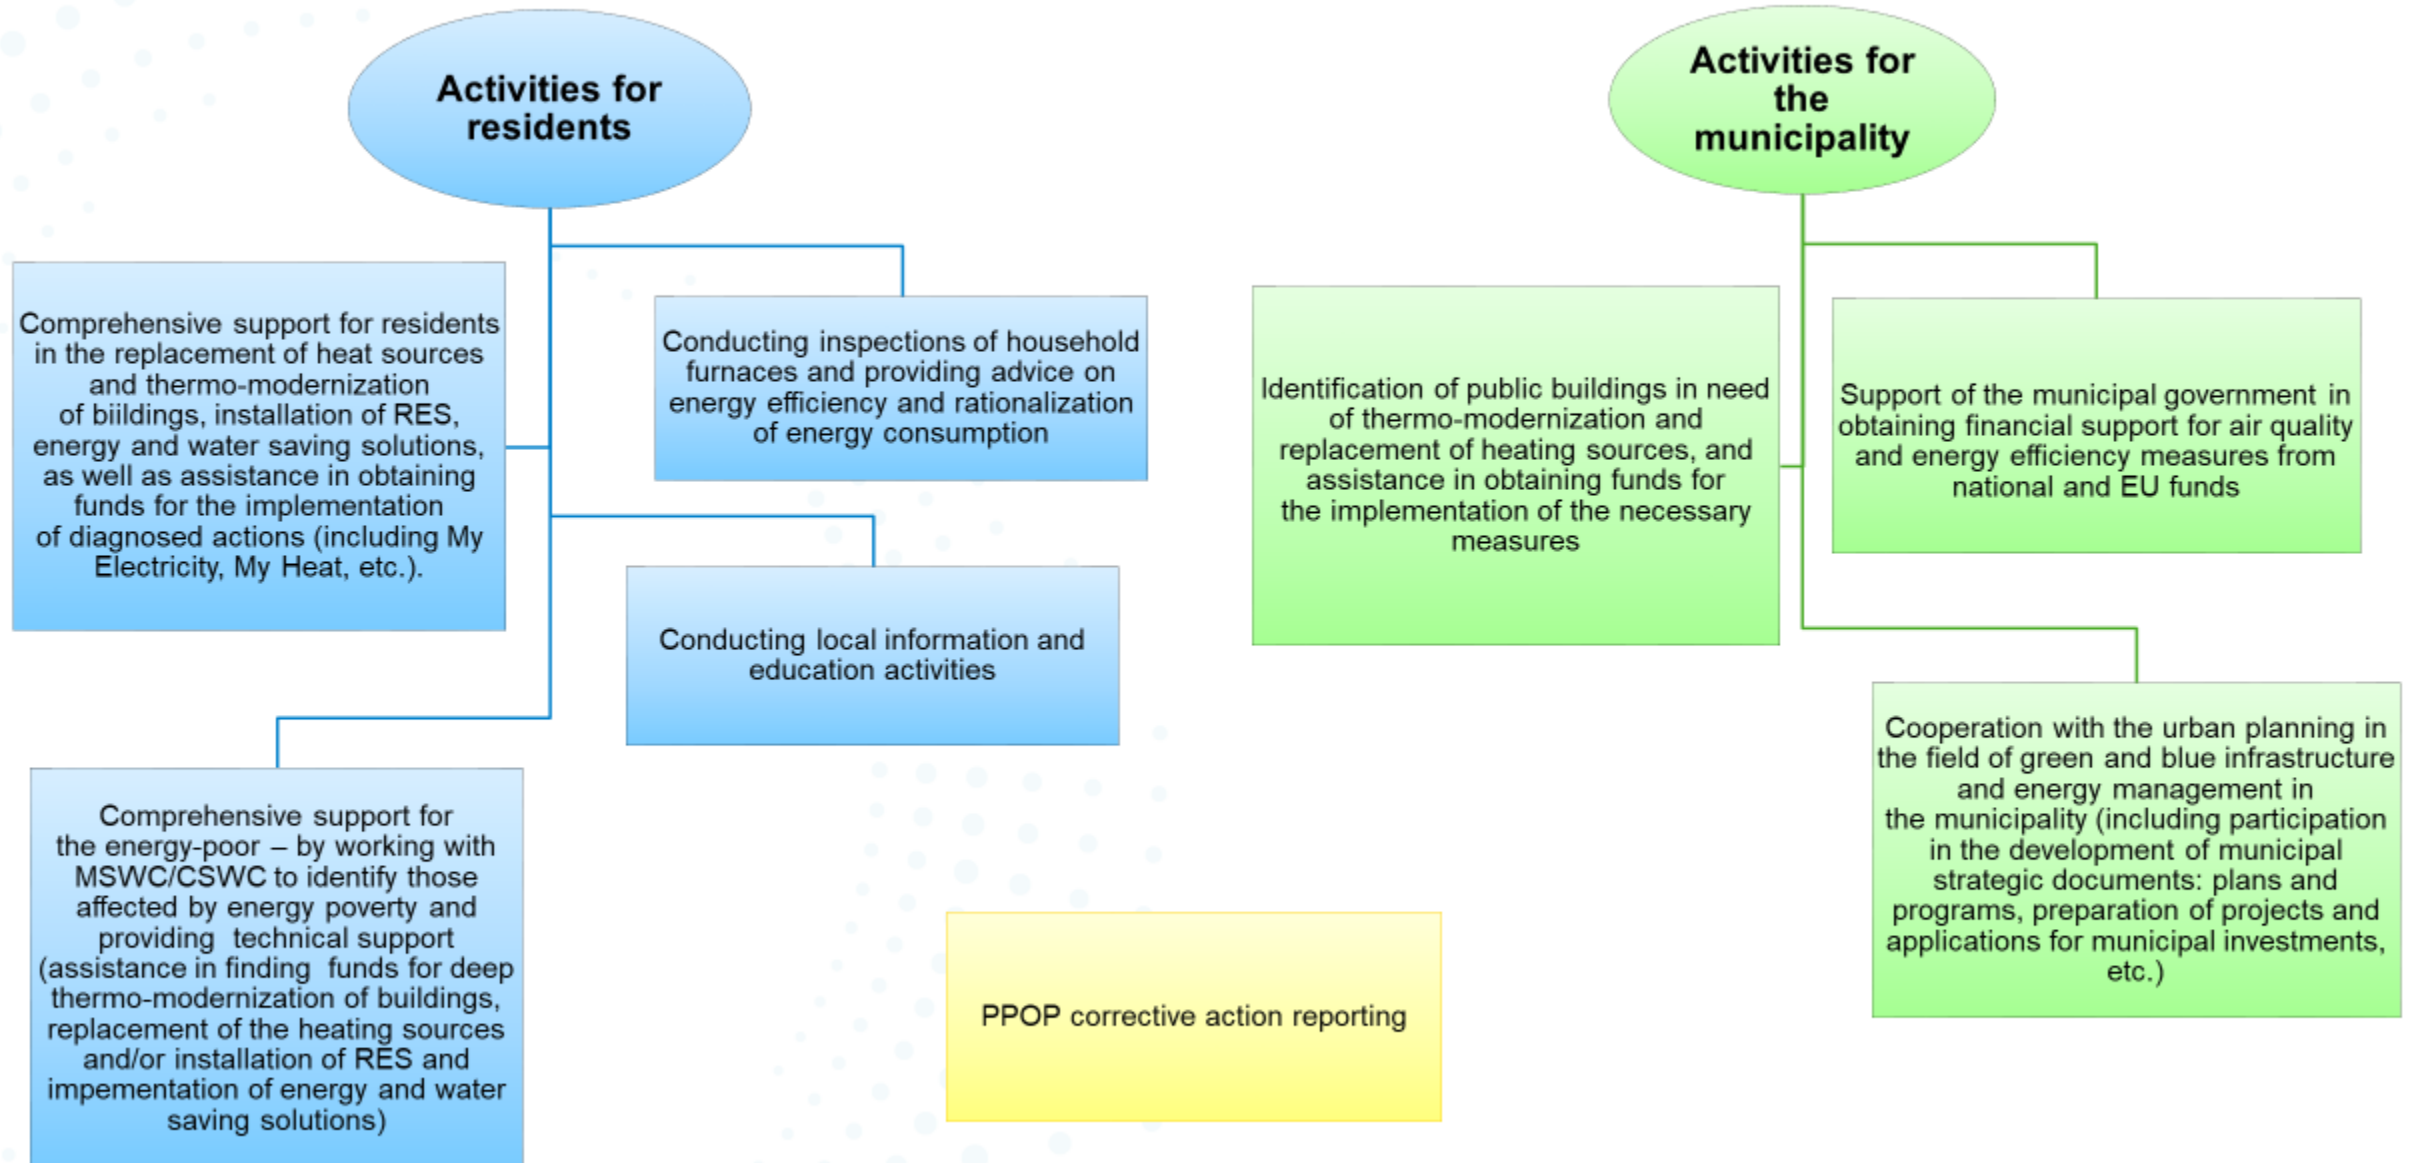 Activities for
residents
Comprehensive support for residents
in the replacement of heat sources
and thermo-modernization
of biildings, installation of RES,
energy and water saving solutions,
as well as assistance in obtaining
funds for the implementation
of diagnosed actions (including My
Electricity, My Heat, etc.).
Conducting inspections of household
furnaces and providing advice on
energy efficiency and rationalization
of energy consumption
Conducting local information and
education activities
Comprehensive support for
the energy-poor – by working with
MSWC/CSWC to identify those
affected by energy poverty and
providing technical support
(assistance in finding funds for deep
thermo-modernization of buildings,
replacement of the heating sources
and/or installation of RES and
impementation of energy and water
saving solutions)
Activities for
the
municipality
Identification of public buildings in need
of thermo-modernization and
replacement of heating sources, and
assistance in obtaining funds for
the implementation of the necessary
measures
Support of the municipal government in
obtaining financial support for air quality
and energy efficiency measures from
national and EU funds
Cooperation with the urban planning in
the field of green and blue infrastructure
and energy management in
the municipality (including participation
in the development of municipal
strategic documents: plans and
programs, preparation of projects and
applications for municipal investments,
etc.)
PPOP corrective action reporting